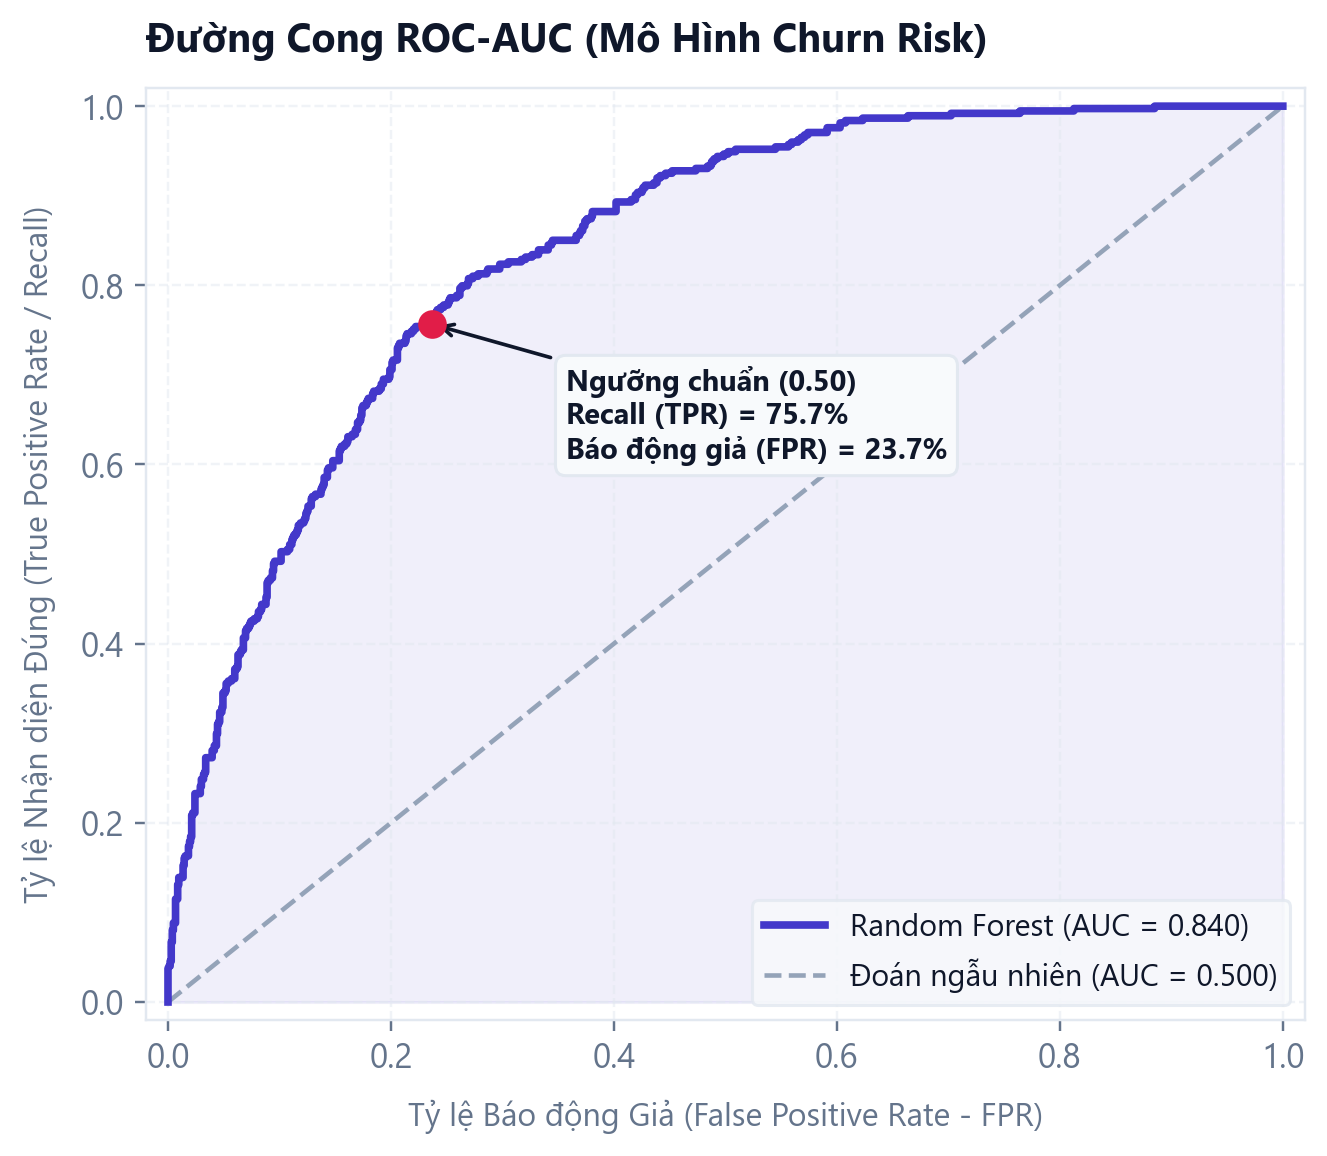 Đường Cong ROC-AUC (Mô Hình Churn Risk)
Tỷ lệ Nhận diện Đúng (True Positive Rate / Recall)
1.0
0.8
0.6
0.4
0.2
0.0
Ngưỡng chuẩn (0.50)
Recall (TPR) = 75.7%
Báo động giả (FPR) = 23.7%
Random Forest (AUC = 0.840)
Đoán ngẫu nhiên (AUC = 0.500)
0.0 0.2 0.4 0.6 0.8 1.0
Tỷ lệ Báo động Giả (False Positive Rate - FPR)